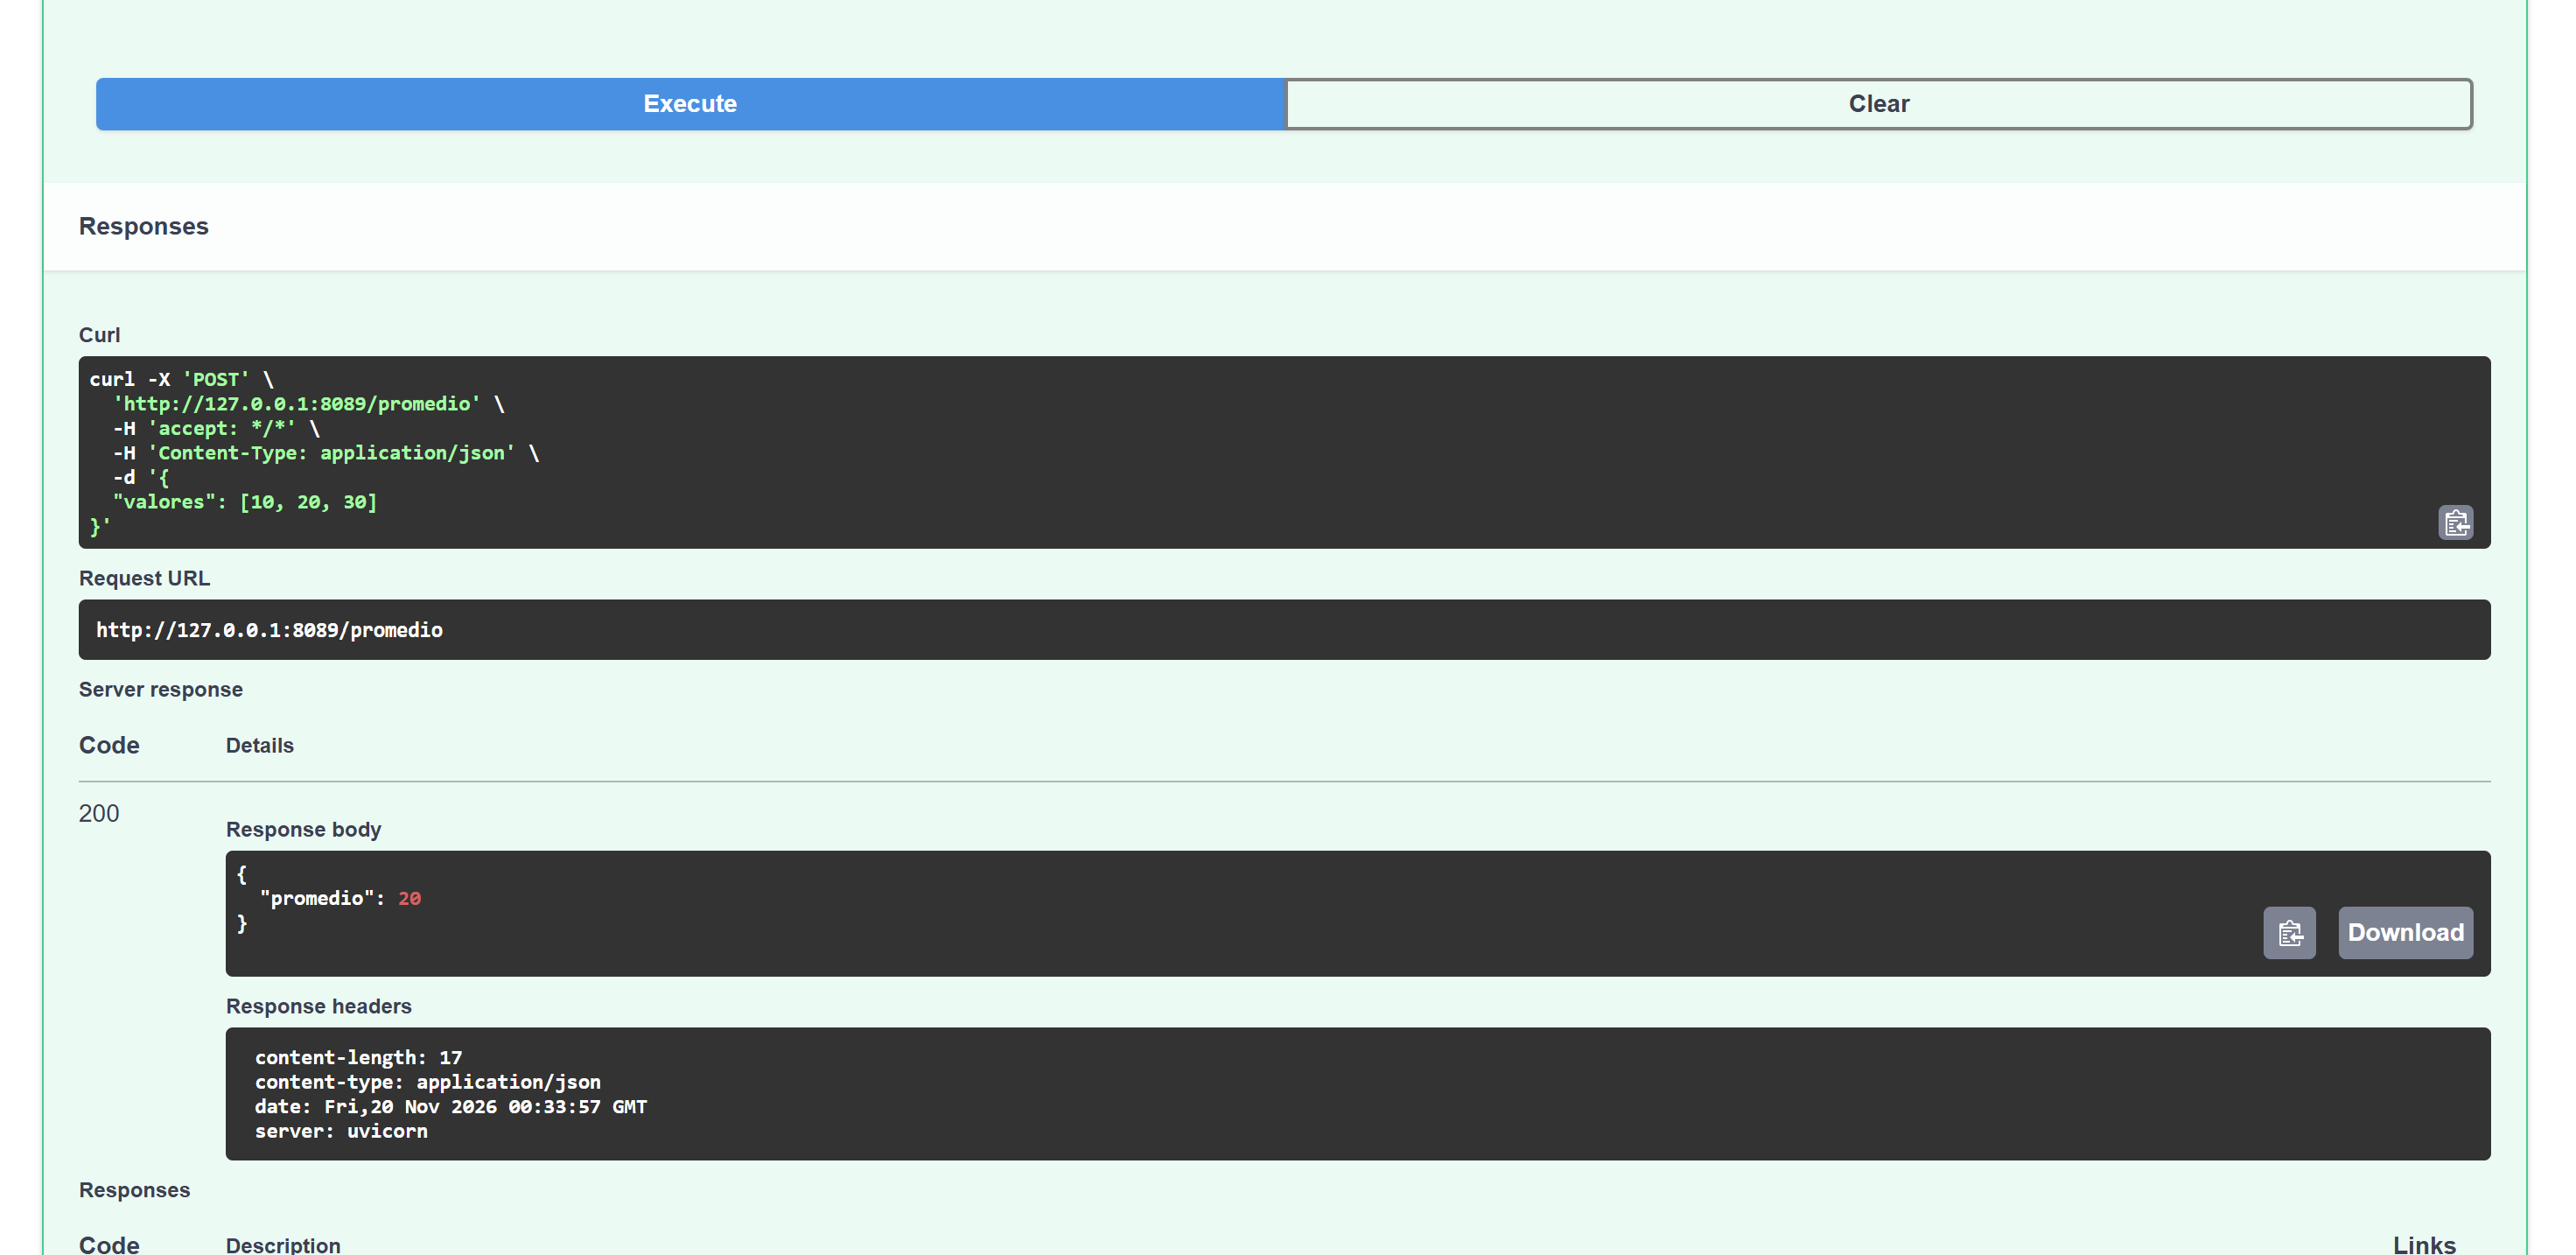 Execute
Clear
Responses
Curl
curl -X 'POST' \
'http://127.0.0.1:8089/promedio' \
-H 'accept: */*' \
-H 'Content-Type: application/json' \
-d '{
"valores": [10, 20, 30]
}'
Request URL
http://127.0.0.1:8089/promedio
Server response
Code Details
200
Response body
{
"promedio": 20
}
Download
Response headers
content-length: 17
content-type: application/json
date: Fri,20 Nov 2026 00:33:57 GMT
server: uvicorn
Responses
Code Description Links